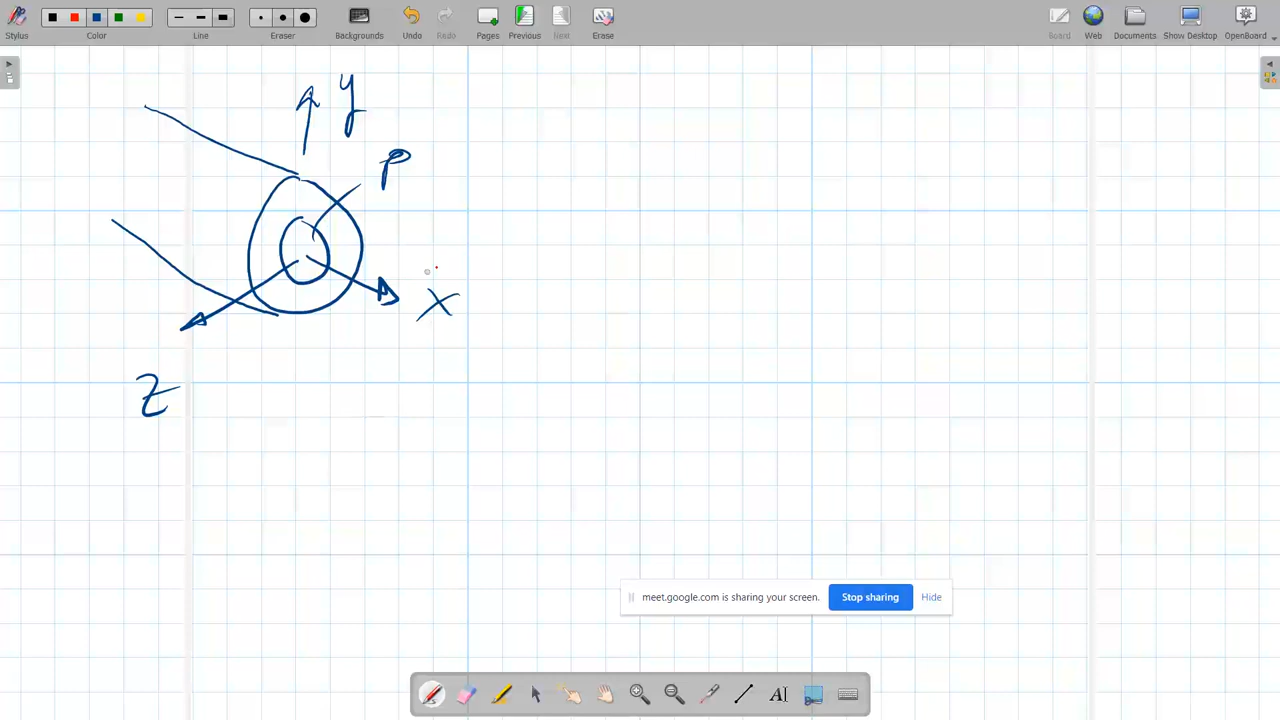 Stylus
Color
Line
Eraser
Backgrounds
Undo
Redo
Pages
Previous
Next
Erase
Board
Web
Documents
Show Desktop
OpenBoard
y
P
x
z
meet.google.com is sharing your screen.
Stop sharing
Hide
AI